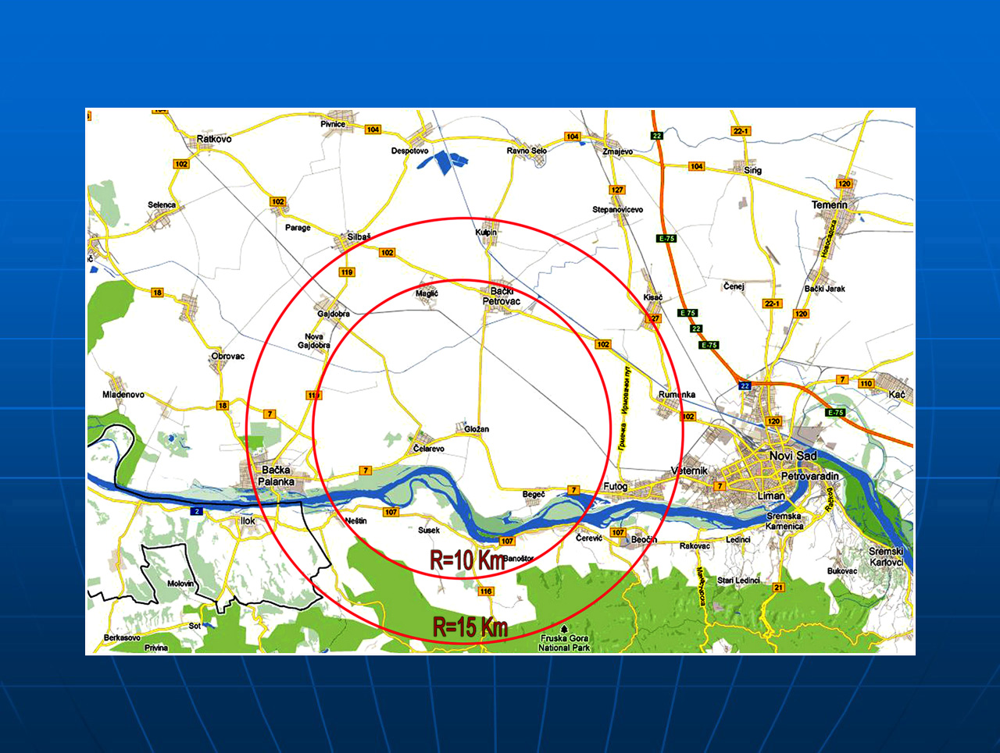 Pivnice
104
Ratkovo
Despotovo
Ravno Selo
104
Zmajevo
22
22-1
102
104
Sirig
120
127
Selenca
102
Stepanovicevo
Temerin
Parage
Silbaš
Kulpin
E-75
Новосадска
102
119
Maglić
Bački
Petrovac
Kisač
Čenej
Bački Jarak
18
22-1
Gajdobra
E 75
120
127
22
Nova
Gajdobra
102
E-75
Obrovac
Грмечка - Ирмовачки пут
7
110
22
Mladenovo
119
Rumenka
Kać
18
7
102
E-75
120
Gložan
Čelarevo
Novi Sad
Bačka
Palanka
7
Veternik
Petrovaradin
Futog
7
7
Begeč
Liman
2
Ilok
107
Neštin
Sremska
Kamenica
Susek
107
Čerević
107
Beočin
Rakovac
Ledinci
R=10 Km
Banoštor
Sremski
Karlovci
Molovin
116
Stari Ledinci
21
Bukovac
Sot
R=15 Km
Berkasovo
Fruska Gora
National Park
Privina